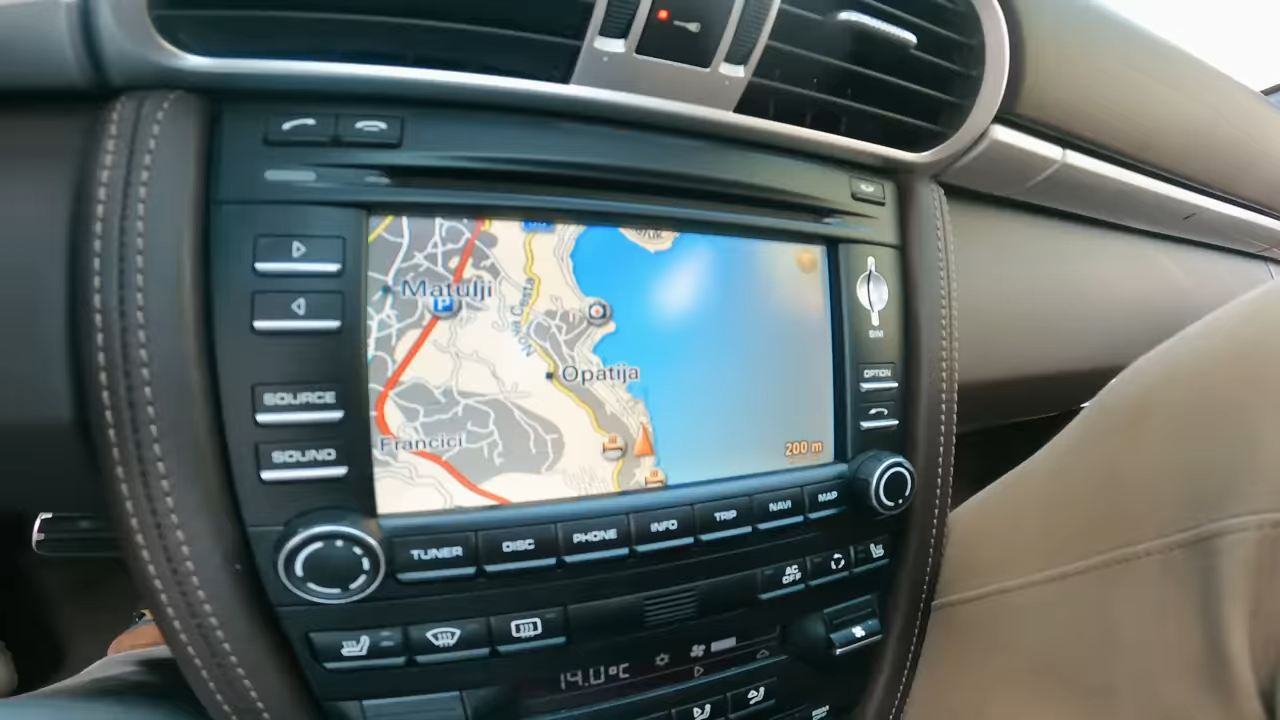 Matulji
P
Nova Cesta
Opatija
Francici
200 m
SIM
OPTION
SOURCE
SOUND
TUNER
DISC
PHONE
INFO
TRIP
NAVI
MAP
AC
OFF
14.0°C